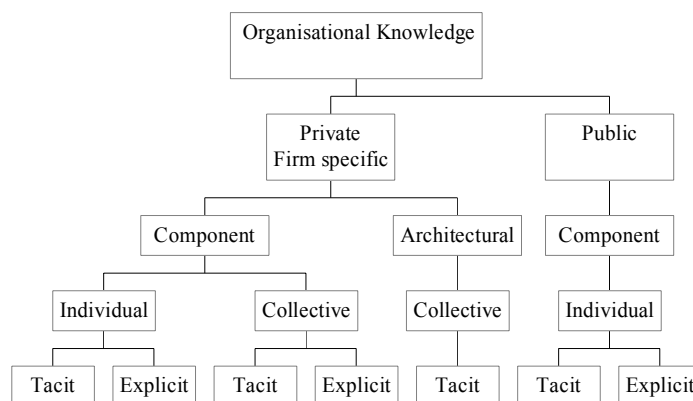 Organisational Knowledge
Private
Firm specific
Public
Component
Architectural
Component
Individual
Collective
Collective
Individual
Tacit
Explicit
Tacit
Explicit
Tacit
Tacit
Explicit